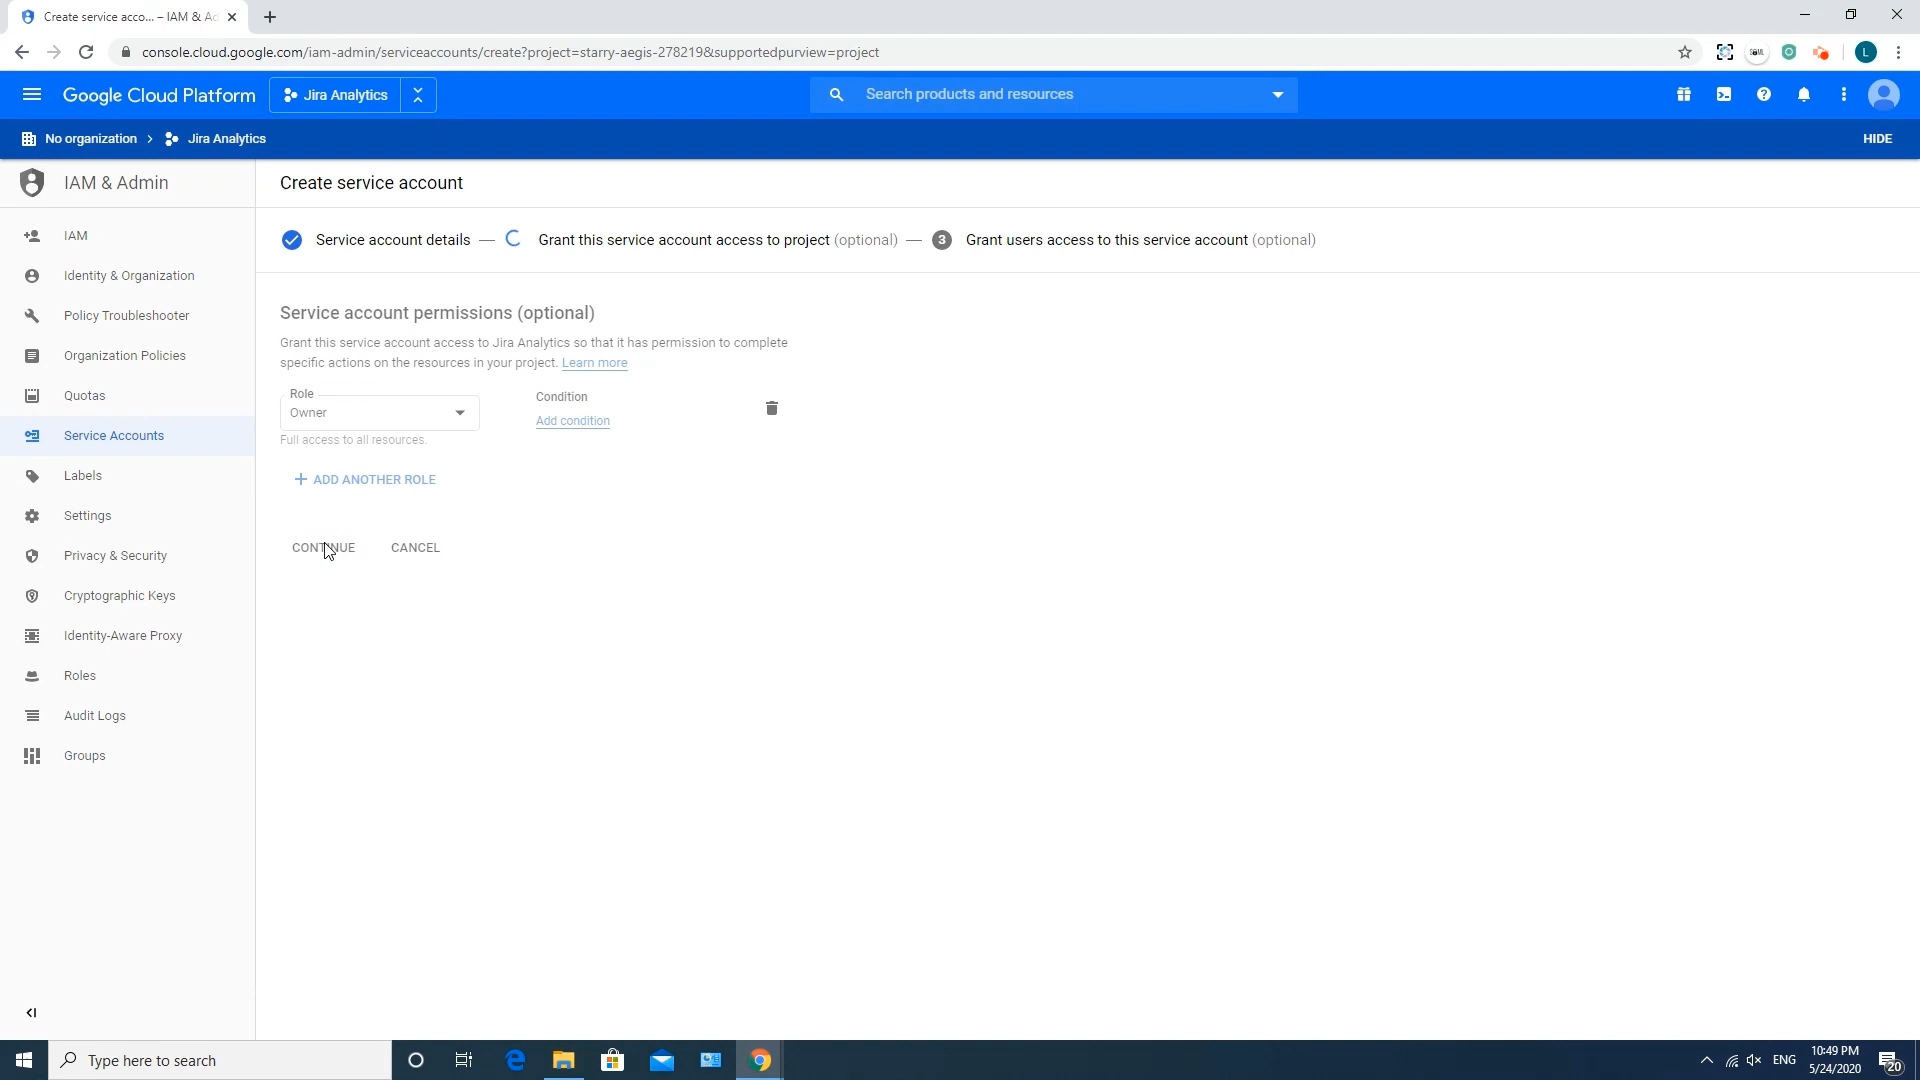 Create service acco... – IAM & Ad
console.cloud.google.com/iam-admin/serviceaccounts/create?project=starry-aegis-278219&supportedpurview=project
L
Google Cloud Platform
Jira Analytics
Search products and resources
No organization
Jira Analytics
HIDE
IAM & Admin
Create service account
Service account details
Grant this service account access to project (optional)
3
Grant users access to this service account (optional)
IAM
Identity & Organization
Policy Troubleshooter
Organization Policies
Quotas
Service Accounts
Labels
Settings
Privacy & Security
Cryptographic Keys
Identity-Aware Proxy
Roles
Audit Logs
Groups
Service account permissions (optional)
Grant this service account access to Jira Analytics so that it has permission to complete
specific actions on the resources in your project. Learn more
Role
Owner
Condition
Add condition
Full access to all resources.
+ ADD ANOTHER ROLE
CONTINUE
CANCEL
Type here to search
ENG
10:49 PM
5/24/2020
20